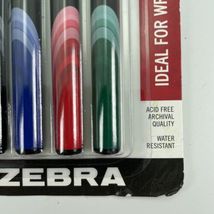 IDEAL FOR WR
ACID FREE
ARCHIVAL
QUALITY
WATER
RESISTANT
ZEBRA